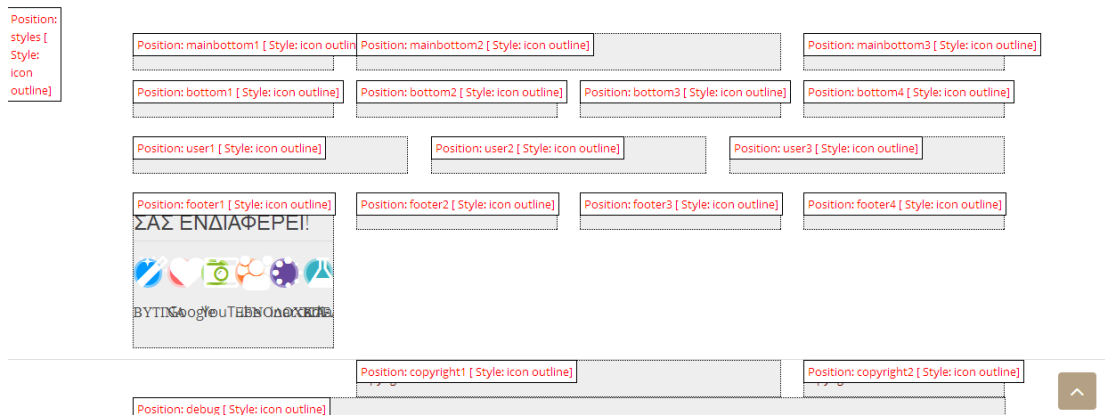 Position:
styles [
Style:
icon
outline]
Position: mainbottom1 [ Style: icon outlin
Position: mainbottom2 [ Style: icon outline]
Position: mainbottom3 [ Style: icon outline]
Position: bottom1 [ Style: icon outline]
Position: bottom2 [ Style: icon outline]
Position: bottom3 [ Style: icon outline]
Position: bottom4 [ Style: icon outline]
Position: user1 [ Style: icon outline]
Position: user2 [ Style: icon outline]
Position: user3 [ Style: icon outline]
Position: footer1 [ Style: icon outline]
Position: footer2 [ Style: icon outline]
Position: footer3 [ Style: icon outline]
Position: footer4 [ Style: icon outline]
ΣΑΣ ΕΝΔΙΑΦΕΡΕΙ!
ΒΥΤΙΝΑ Google YouTube
Position: copyright1 [ Style: icon outline]
Position: copyright2 [ Style: icon outline]
Position: debug [ Style: icon outline]